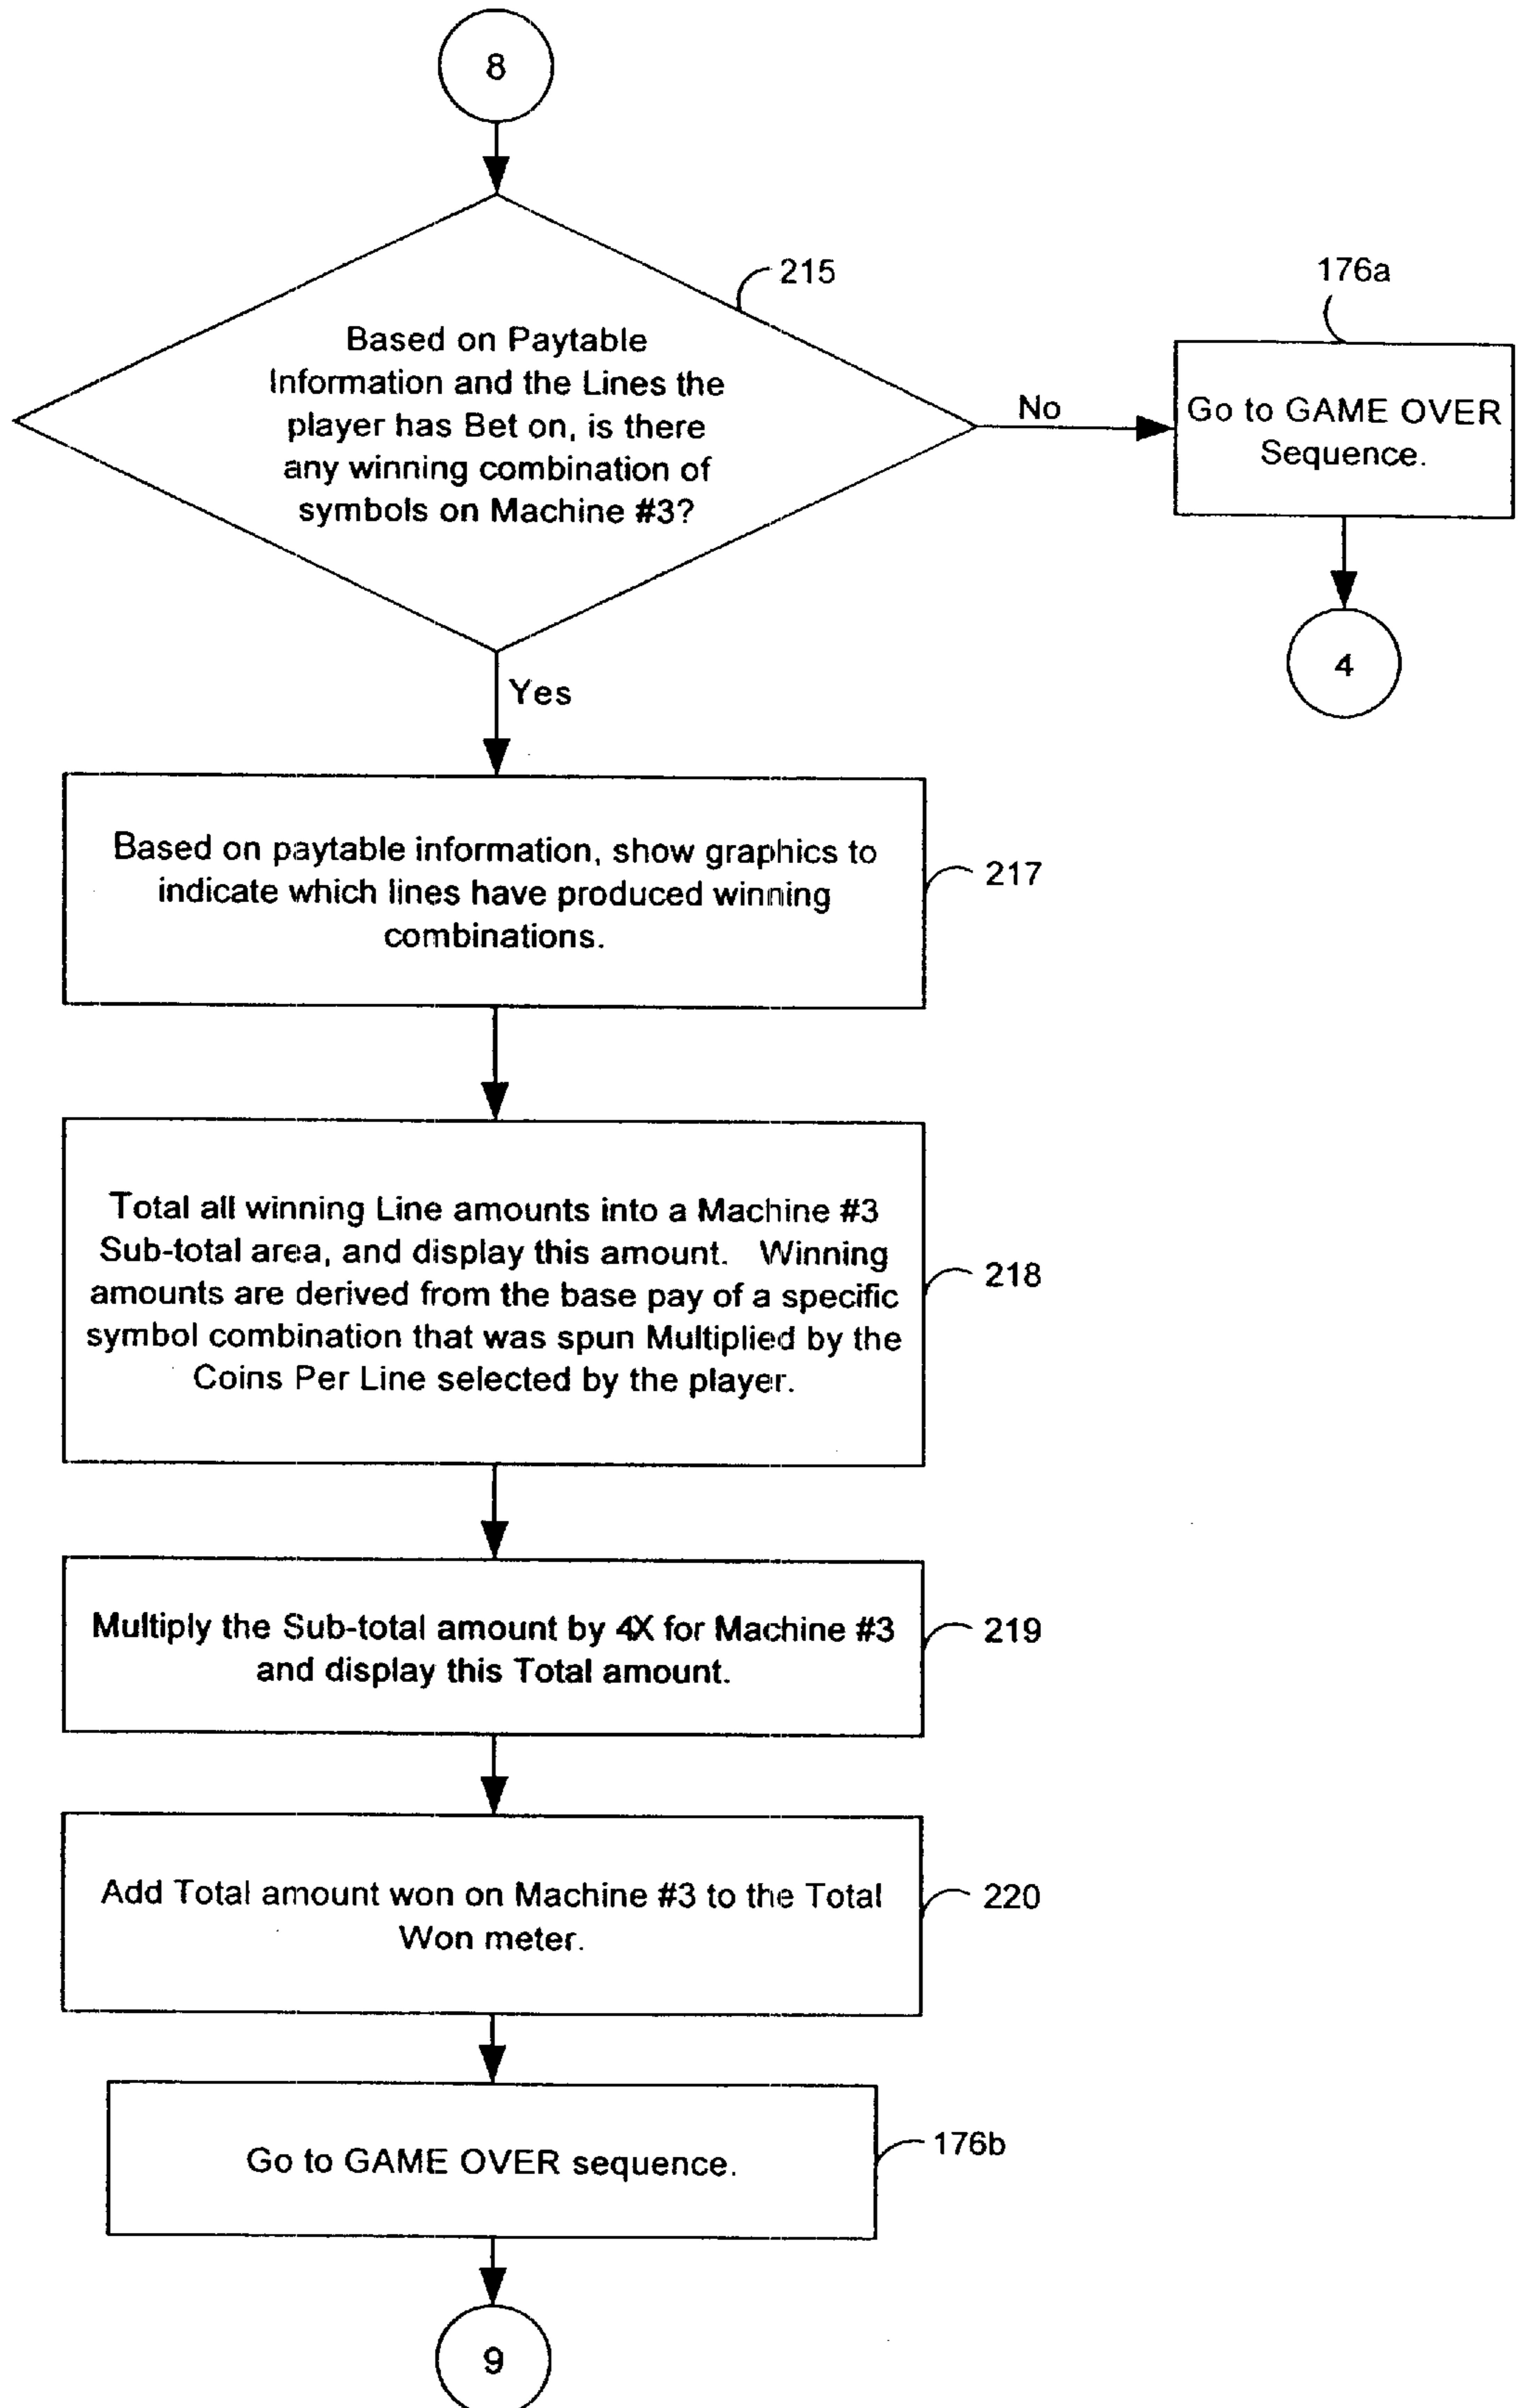 8
215
Based on Paytable
Information and the Lines the
player has Bet on, is there
any winning combination of
symbols on Machine #3?
No
176a
Go to GAME OVER
Sequence.
4
Yes
Based on paytable information, show graphics to
indicate which lines have produced winning
combinations.
217
Total all winning Line amounts into a Machine #3
Sub-total area, and display this amount. Winning
amounts are derived from the base pay of a specific
symbol combination that was spun Multiplied by the
Coins Per Line selected by the player.
218
Multiply the Sub-total amount by 4X for Machine #3
and display this Total amount.
219
Add Total amount won on Machine #3 to the Total
Won meter.
220
Go to GAME OVER sequence.
176b
9